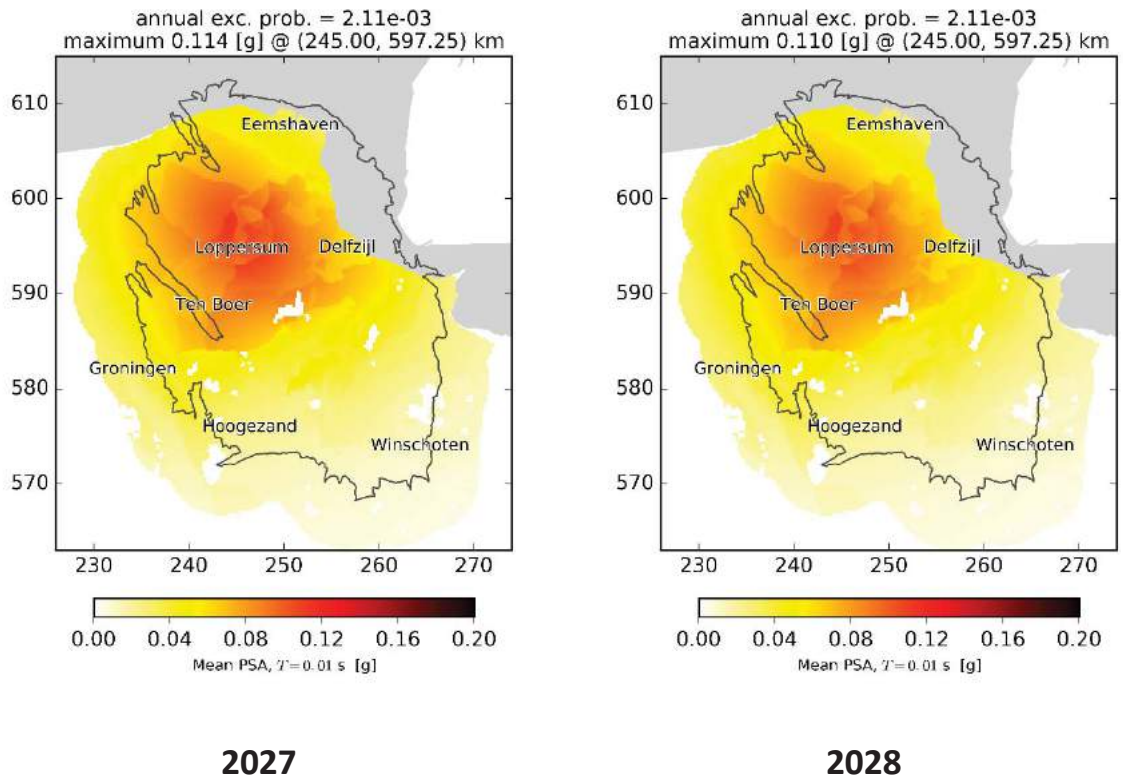 annual exc. prob. = 2.11e-03
maximum 0.114 [g] @ (245.00, 597.25) km
610
600
590
580
570
230 240 250 260 270
Eemshaven
Loppersum Delfzijl
Ten Boer
Groningen
Hoogezand
Winschoten
0.00 0.04 0.08 0.12 0.16 0.20
Mean PSA, T=0.01 s [g]
2027
annual exc. prob. = 2.11e-03
maximum 0.110 [g] @ (245.00, 597.25) km
610
600
590
580
570
230 240 250 260 270
Eemshaven
Loppersum Delfzijl
Ten Boer
Groningen
Hoogezand
Winschoten
0.00 0.04 0.08 0.12 0.16 0.20
Mean PSA, T=0.01 s [g]
2028